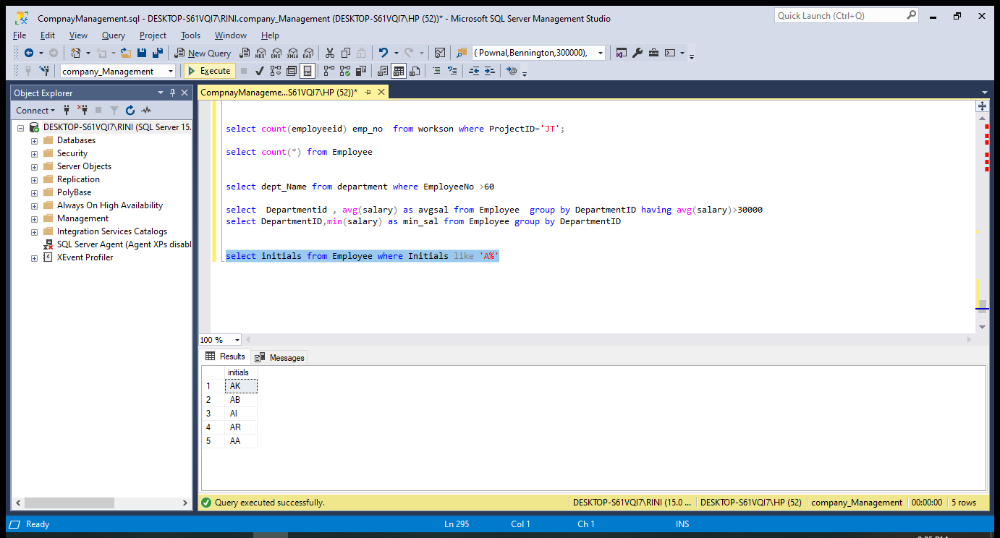 CompnayManagement.sql - DESKTOP-S61VQI7\RINI.company_Management (DESKTOP-S61VQI7\HP (52))* - Microsoft SQL Server Management Studio
Quick Launch (Ctrl+Q)
File Edit View Query Project Tools Window Help
New Query MDX DMX XMLA DAX ( Pownal,Bennington,300000),
company_Management Execute
Object Explorer
CompnayManageme...S61VQI7\HP (52))*
Connect
DESKTOP-S61VQI7\RINI (SQL Server 15.
Databases
Security
Server Objects
Replication
PolyBase
Always On High Availability
Management
Integration Services Catalogs
SQL Server Agent (Agent XPs disabl
XEvent Profiler
select count(employeeid) emp_no  from workson where ProjectID='JT';
select count(*) from Employee
select dept_Name from department where EmployeeNo >60
select  Departmentid , avg(salary) as avgsal from Employee  group by DepartmentID having avg(salary)>30000
select DepartmentID,min(salary) as min_sal from Employee group by DepartmentID
select initials from Employee where Initials like 'A%'
100 %
Results Messages
initials
1 AK
2 AB
3 AI
4 AR
5 AA
Query executed successfully. DESKTOP-S61VQI7\RINI (15.0 ... DESKTOP-S61VQI7\HP (52) company_Management 00:00:00 5 rows
Ready Ln 295 Col 1 Ch 1 INS